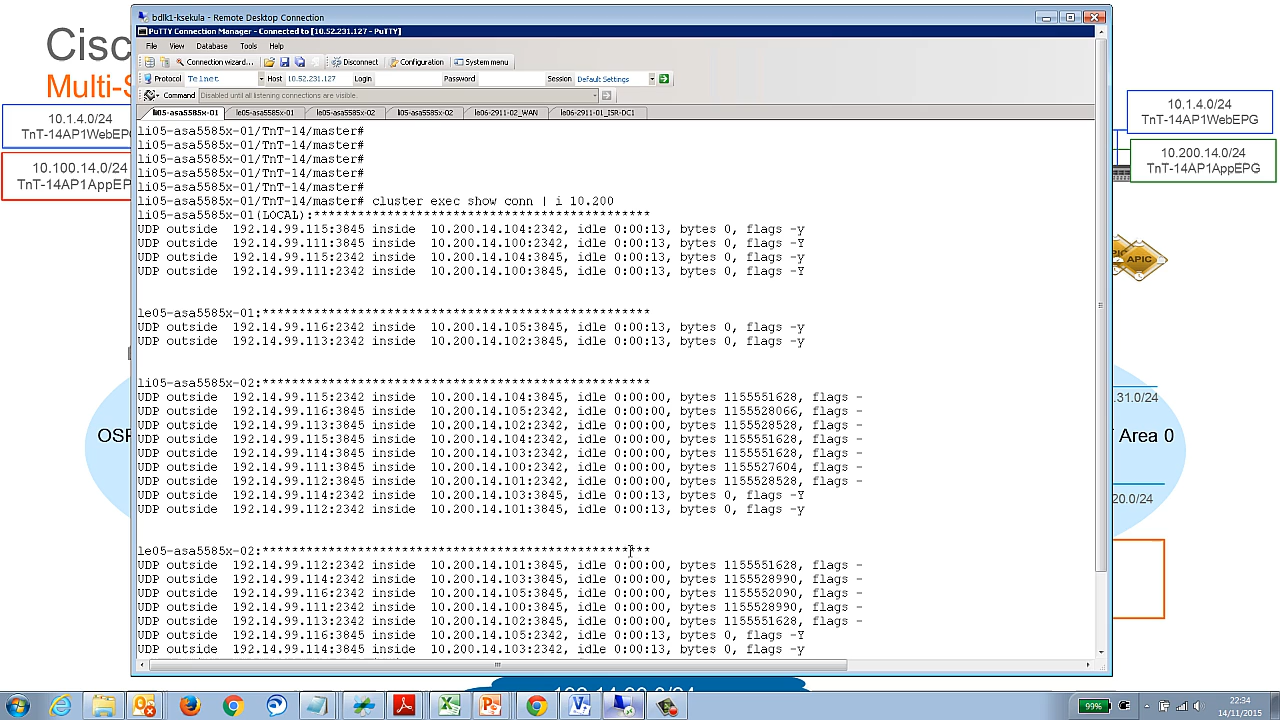 Cisc
Multi-S
10.1.4.0/24
TnT-14AP1WebEPG
10.100.14.0/24
TnT-14AP1AppEP
OSP
bdlk1-ksekula - Remote Desktop Connection
PuTTY Connection Manager - Connected to [10.52.231.127 - PuTTY]
File View Database Tools Help
Connection wizard... Disconnect Configuration System menu
Protocol Telnet Host 10.52.231.127 Login Password Session Default Settings
Command Disabled until all listening connections are visible.
li05-asa5585x-01 le05-asa5585x-01 le05-asa5585x-02 li05-asa5585x-02 le06-2911-02_WAN le06-2911-01_ISR-DC1
li05-asa5585x-01/TnT-14/master#
li05-asa5585x-01/TnT-14/master#
li05-asa5585x-01/TnT-14/master#
li05-asa5585x-01/TnT-14/master#
li05-asa5585x-01/TnT-14/master#
li05-asa5585x-01/TnT-14/master# cluster exec show conn | i 10.200
li05-asa5585x-01(LOCAL):**********************************************
UDP outside 192.14.99.115:3845 inside 10.200.14.104:2342, idle 0:00:13, bytes 0, flags -y
UDP outside 192.14.99.111:2342 inside 10.200.14.100:3845, idle 0:00:13, bytes 0, flags -Y
UDP outside 192.14.99.115:2342 inside 10.200.14.104:3845, idle 0:00:13, bytes 0, flags -y
UDP outside 192.14.99.111:3845 inside 10.200.14.100:2342, idle 0:00:13, bytes 0, flags -Y
le05-asa5585x-01:*****************************************************
UDP outside 192.14.99.116:2342 inside 10.200.14.105:3845, idle 0:00:13, bytes 0, flags -y
UDP outside 192.14.99.113:2342 inside 10.200.14.102:3845, idle 0:00:13, bytes 0, flags -y
li05-asa5585x-02:*****************************************************
UDP outside 192.14.99.115:2342 inside 10.200.14.104:3845, idle 0:00:00, bytes 1155551628, flags -
UDP outside 192.14.99.116:3845 inside 10.200.14.105:2342, idle 0:00:00, bytes 1155529066, flags -
UDP outside 192.14.99.113:3845 inside 10.200.14.102:2342, idle 0:00:00, bytes 1155528528, flags -
UDP outside 192.14.99.115:3845 inside 10.200.14.104:2342, idle 0:00:00, bytes 1155551628, flags -
UDP outside 192.14.99.114:2342 inside 10.200.14.103:3845, idle 0:00:00, bytes 1155551628, flags -
UDP outside 192.14.99.111:3845 inside 10.200.14.100:2342, idle 0:00:00, bytes 1155527604, flags -
UDP outside 192.14.99.112:3845 inside 10.200.14.101:2342, idle 0:00:00, bytes 1155528528, flags -
UDP outside 192.14.99.114:3845 inside 10.200.14.103:2342, idle 0:00:13, bytes 0, flags -Y
UDP outside 192.14.99.112:2342 inside 10.200.14.101:3845, idle 0:00:13, bytes 0, flags -y
le05-asa5585x-02:*****************************************************
UDP outside 192.14.99.112:2342 inside 10.200.14.101:3845, idle 0:00:00, bytes 1155551628, flags -
UDP outside 192.14.99.114:3845 inside 10.200.14.103:2342, idle 0:00:00, bytes 1155528990, flags -
UDP outside 192.14.99.116:2342 inside 10.200.14.105:3845, idle 0:00:00, bytes 1155552090, flags -
UDP outside 192.14.99.111:2342 inside 10.200.14.100:3845, idle 0:00:00, bytes 1155528990, flags -
UDP outside 192.14.99.113:2342 inside 10.200.14.102:3845, idle 0:00:00, bytes 1155551628, flags -
UDP outside 192.14.99.116:3845 inside 10.200.14.105:2342, idle 0:00:13, bytes 0, flags -Y
UDP outside 192.14.99.113:3845 inside 10.200.14.102:2342, idle 0:00:13, bytes 0, flags -y
10.1.4.0/24
TnT-14AP1WebEPG
10.200.14.0/24
TnT-14AP1AppEPG
APIC
.31.0/24
Area 0
20.0/24
99%
22:34
14/11/2015